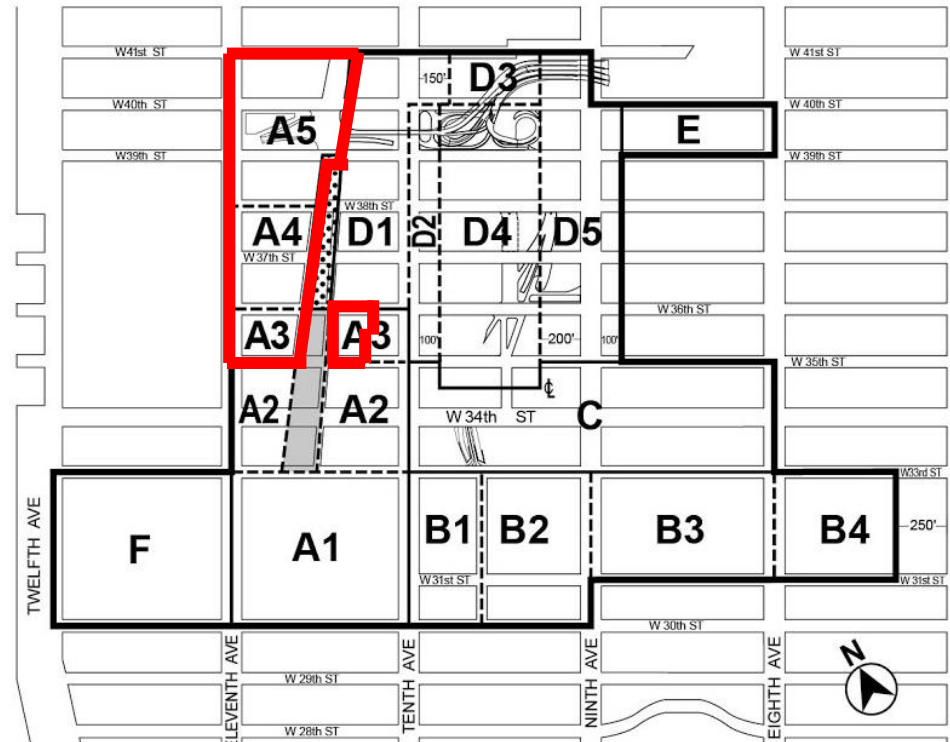 W41st ST
W 41st ST
150'
D3
W40th ST
W 40th ST
A5
E
W39th ST
W 39th ST
W 38th ST
A4
D1
D2
D4
D5
W 37th ST
W 36th ST
A3
A3
100'
200'
100'
W 35th ST
℄
A2
A2
W 34th ST
C
W33rd ST
TWELFTH AVE
F
A1
B1
B2
B3
B4
250'
W31st ST
W 31st ST
W 30th ST
ELEVENTH AVE
TENTH AVE
NINTH AVE
EIGHTH AVE
N
W 29th ST
W 28th ST